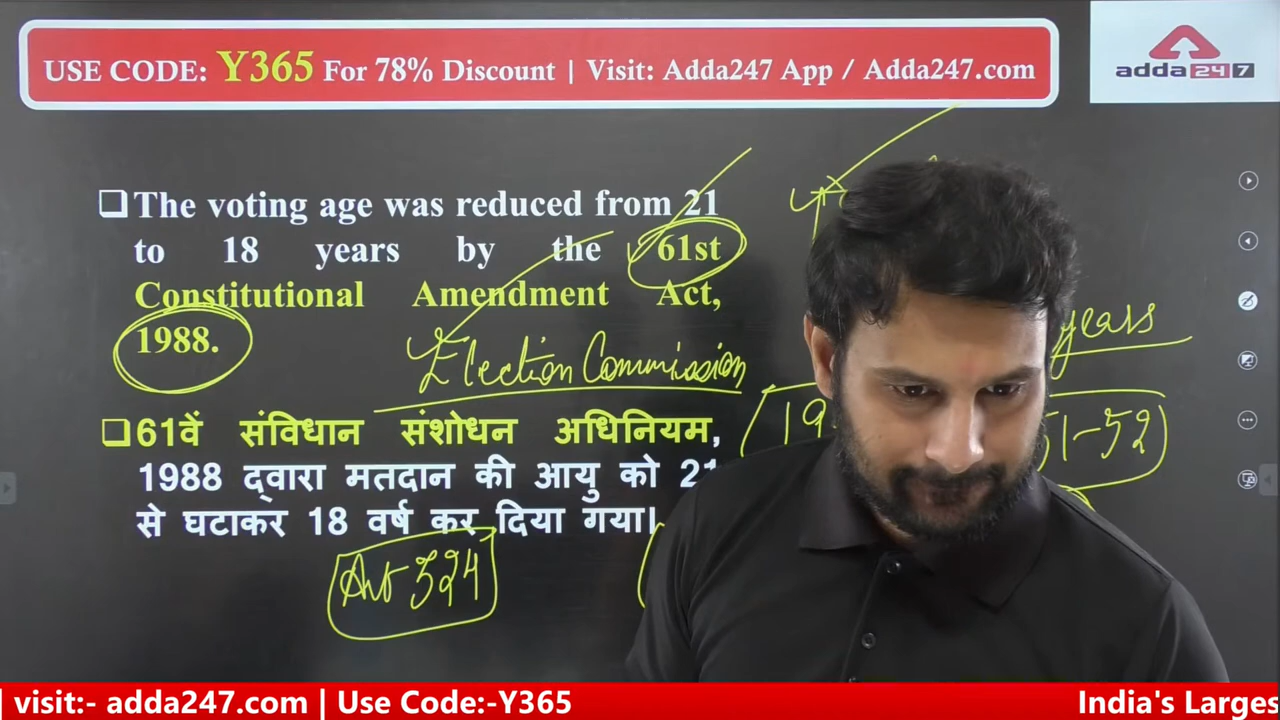 USE CODE: Y365 For 78% Discount | Visit: Adda247 App / Adda247.com
adda247
The voting age was reduced from 21
to 18 years by the 61st
Constitutional Amendment Act,
1988.
Election Commission
years
61वें संविधान संशोधन अधिनियम,
1988 द्वारा मतदान की आयु को 21
से घटाकर 18 वर्ष कर दिया गया।
Art 324
| visit:- adda247.com | Use Code:-Y365
India's Larges